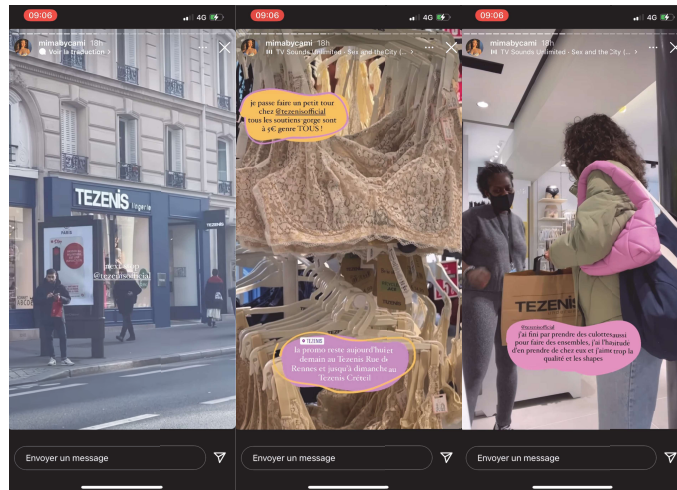 09:06
4G
mimabycami 18h
Voir la traduction >
TEZENIS lingerie
TEZENIS
PARIS
next stop
@tezenisofficial
Envoyer un message
09:06
4G
mimabycami 18h
TV Sounds Unlimited · Sex and the City (... >
je passe faire un petit tour
chez @tezenisofficial
tous les soutiens-gorge sont
à 5€ genre TOUS !
TEZENIS
la promo reste aujourd'hui et
demain au Tezenis Rue de
Rennes et jusqu'à dimanche au
Tezenis Créteil
Envoyer un message
09:06
4G
mimabycami 18h
TV Sounds Unlimited · Sex and the City (... >
TEZENIS
@tezenisofficial
j'ai fini par prendre des culottes aussi
pour faire des ensembles, j'ai l'habitude
d'en prendre de chez eux et j'aime trop la
qualité et les shapes
Envoyer un message